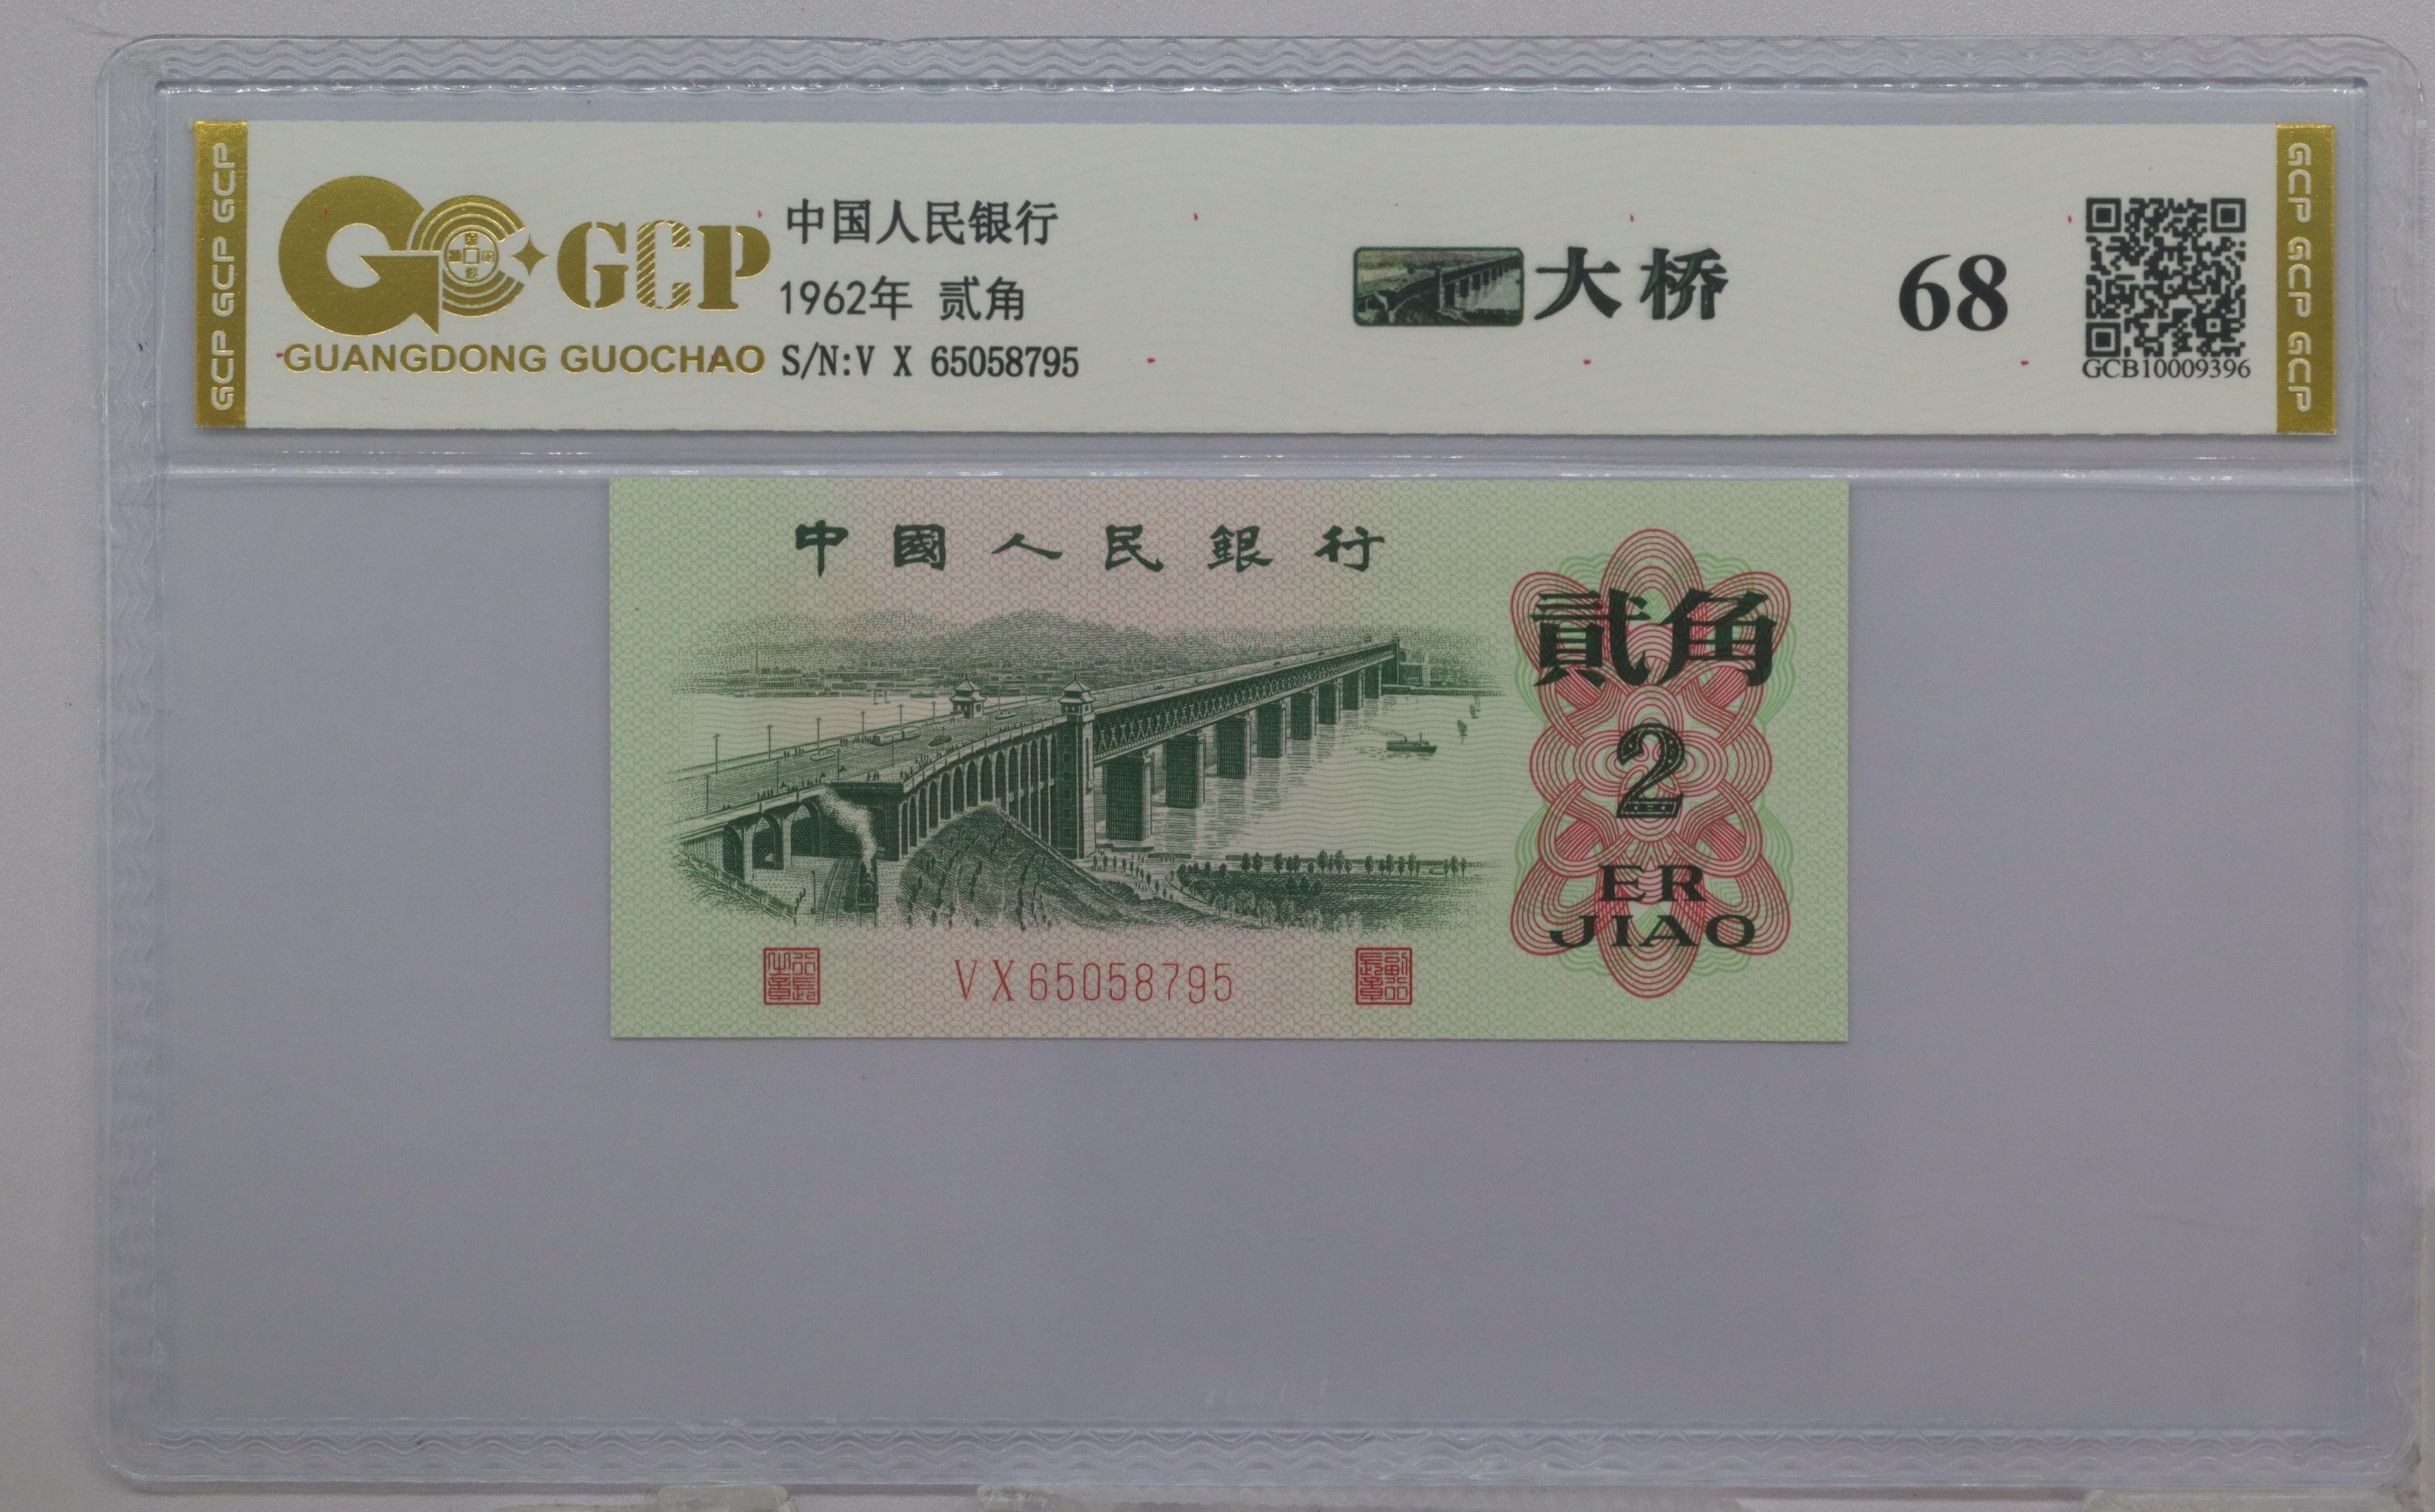 GCP GCP GCP
GCP
GUANGDONG GUOCHAO
中国人民银行
1962年 贰角
S/N:V X 65058795
大桥
68
GCB10009396
GCP GCP GCP
中國人民銀行
貳角
2
ER
JIAO
VX65058795